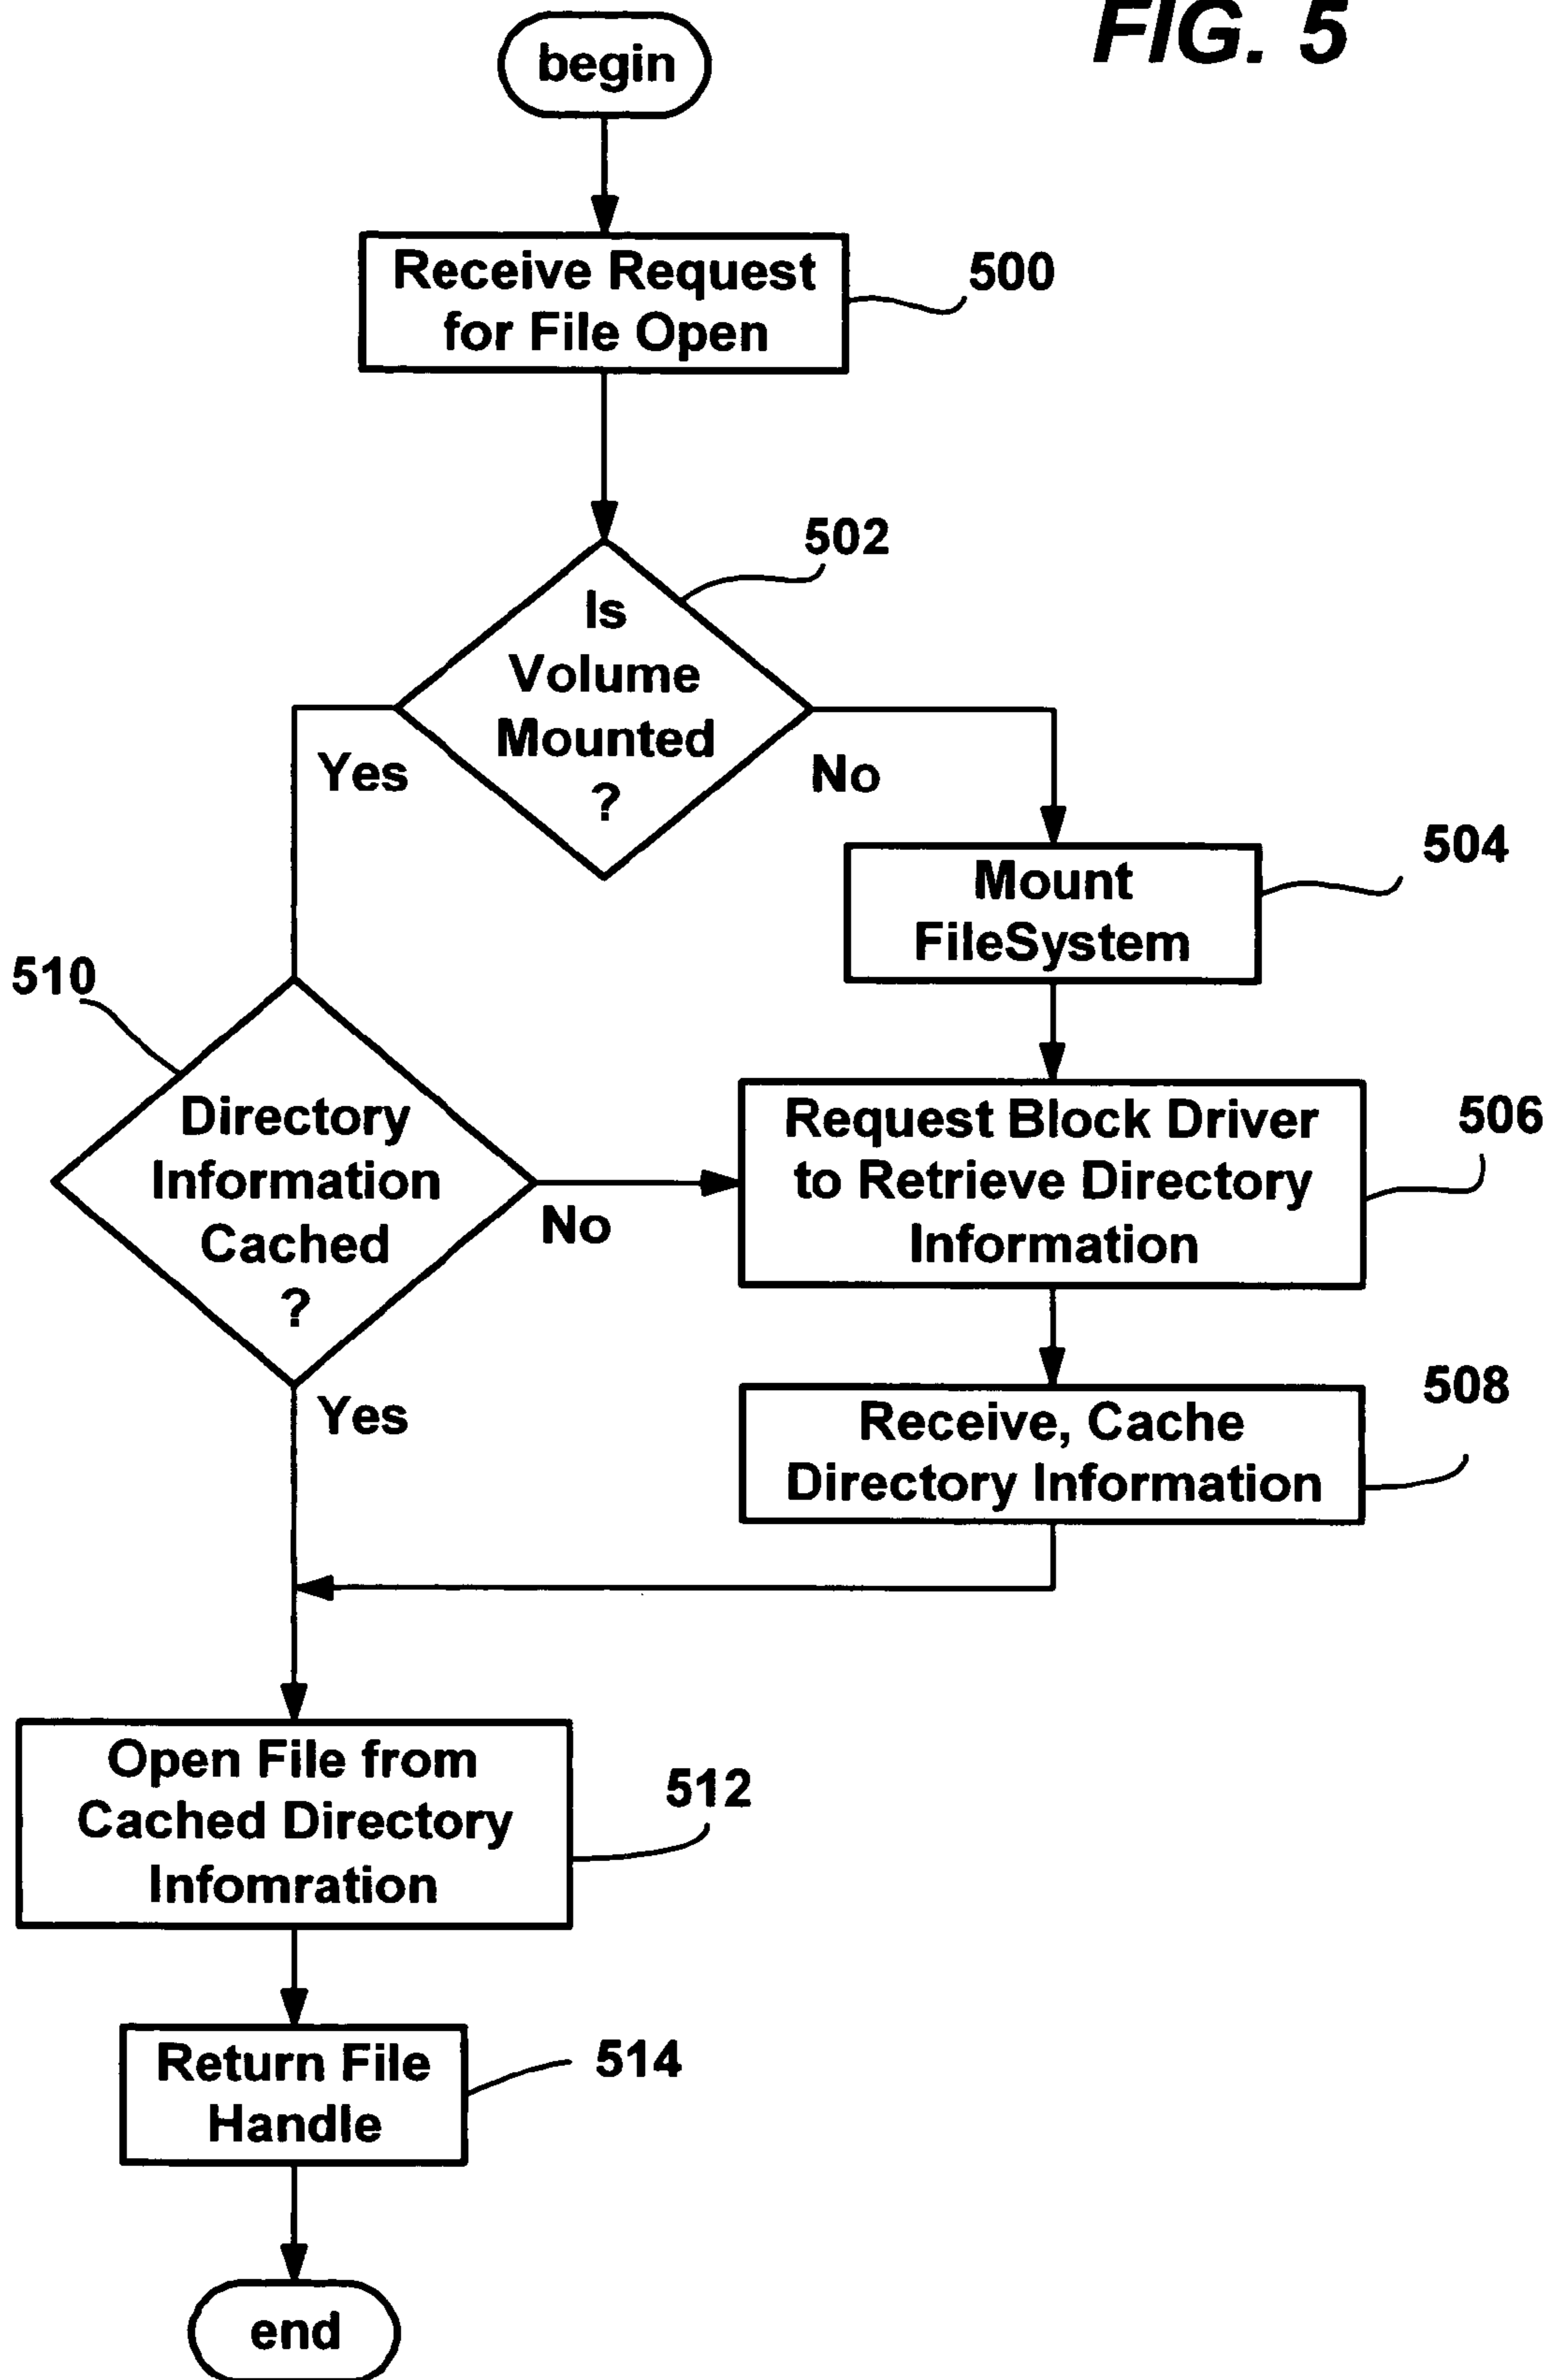 FIG. 5
begin
Receive Request
for File Open
500
502
Is
Volume
Mounted
?
Yes
No
504
Mount
FileSystem
510
Directory
Information
Cached
?
No
Yes
Request Block Driver
to Retrieve Directory
Information
506
Receive, Cache
Directory Information
508
Open File from
Cached Directory
Infomration
512
Return File
Handle
514
end